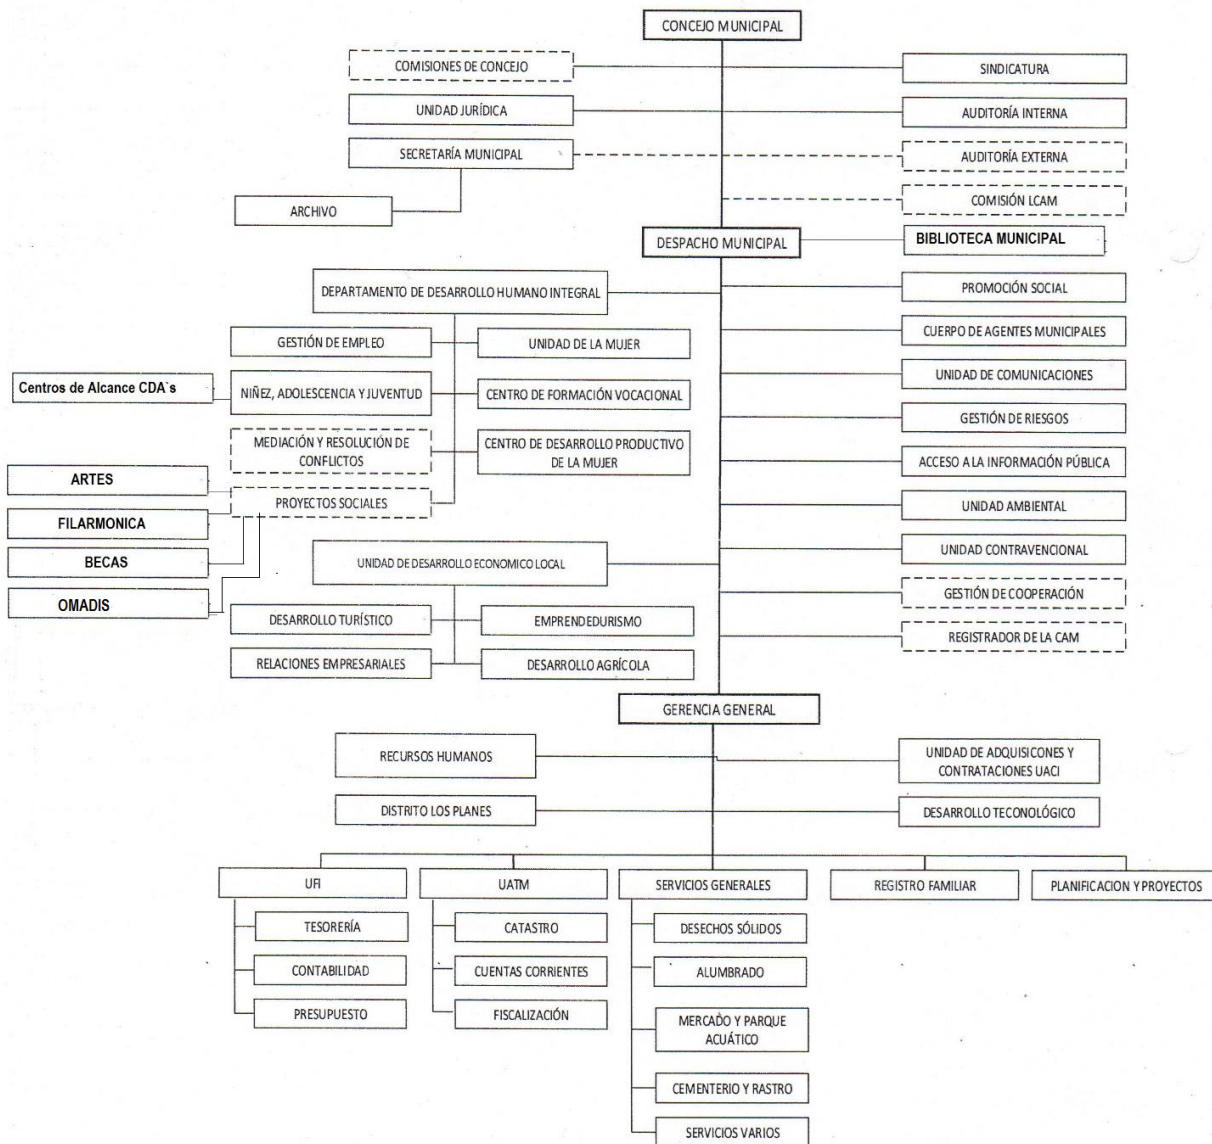 CONCEJO MUNICIPAL
COMISIONES DE CONCEJO
SINDICATURA
UNIDAD JURÍDICA
AUDITORÍA INTERNA
SECRETARÍA MUNICIPAL
AUDITORÍA EXTERNA
ARCHIVO
COMISIÓN LCAM
DESPACHO MUNICIPAL
BIBLIOTECA MUNICIPAL
DEPARTAMENTO DE DESARROLLO HUMANO INTEGRAL
PROMOCIÓN SOCIAL
GESTIÓN DE EMPLEO
UNIDAD DE LA MUJER
CUERPO DE AGENTES MUNICIPALES
Centros de Alcance CDA`s
NIÑEZ, ADOLESCENCIA Y JUVENTUD
CENTRO DE FORMACIÓN VOCACIONAL
UNIDAD DE COMUNICACIONES
MEDIACIÓN Y RESOLUCIÓN DE
CONFLICTOS
CENTRO DE DESARROLLO PRODUCTIVO
DE LA MUJER
GESTIÓN DE RIESGOS
ACCESO A LA INFORMACIÓN PÚBLICA
ARTES
PROYECTOS SOCIALES
UNIDAD AMBIENTAL
FILARMONICA
BECAS
UNIDAD DE DESARROLLO ECONOMICO LOCAL
UNIDAD CONTRAVENCIONAL
OMADIS
GESTIÓN DE COOPERACIÓN
DESARROLLO TURÍSTICO
EMPRENDEDURISMO
REGISTRADOR DE LA CAM
RELACIONES EMPRESARIALES
DESARROLLO AGRÍCOLA
GERENCIA GENERAL
RECURSOS HUMANOS
UNIDAD DE ADQUISICONES Y
CONTRATACIONES UACI
DISTRITO LOS PLANES
DESARROLLO TECONOLÓGICO
UFI
UATM
SERVICIOS GENERALES
REGISTRO FAMILIAR
PLANIFICACION Y PROYECTOS
TESORERÍA
CATASTRO
DESECHOS SÓLIDOS
CONTABILIDAD
CUENTAS CORRIENTES
ALUMBRADO
PRESUPUESTO
FISCALIZACIÓN
MERCADO Y PARQUE
ACUÁTICO
CEMENTERIO Y RASTRO
SERVICIOS VARIOS